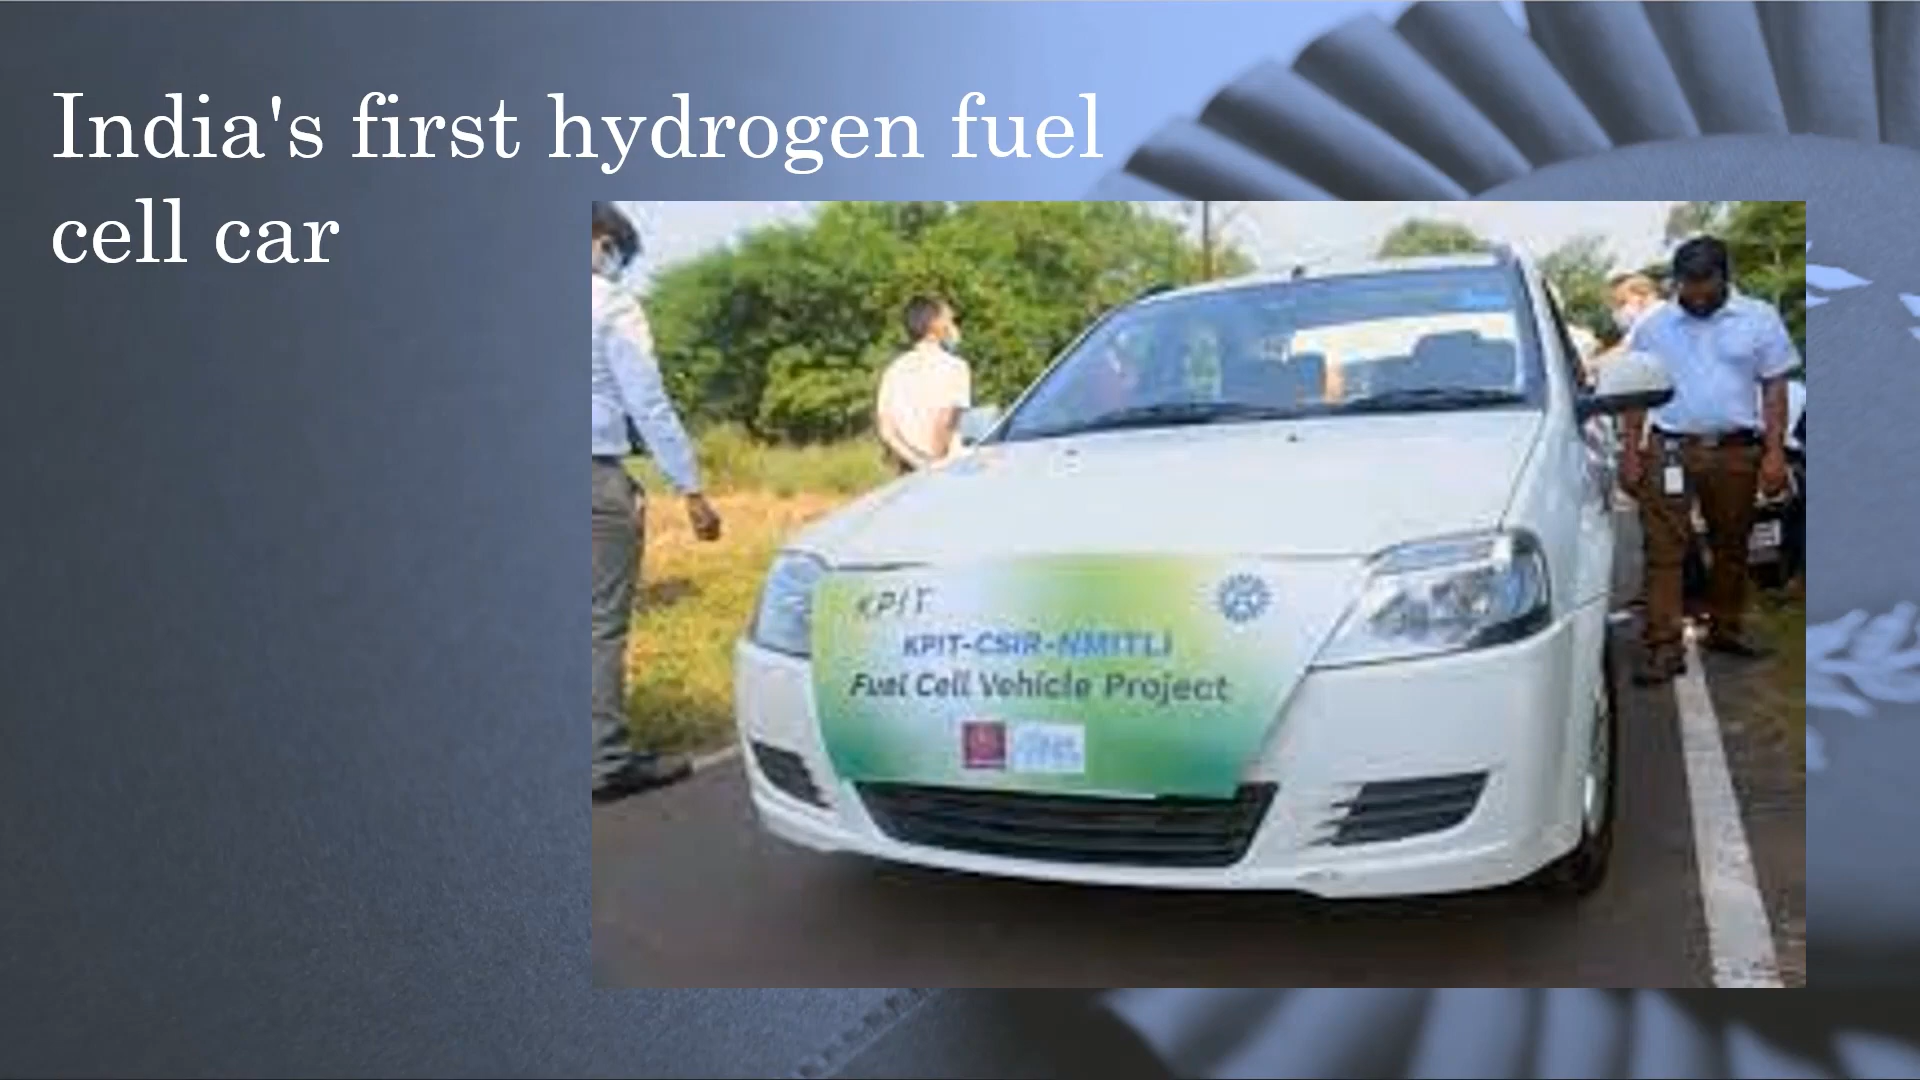 India's first hydrogen fuel
cell car
KPIT
KPIT-CSIR-NMITLI
Fuel Cell Vehicle Project